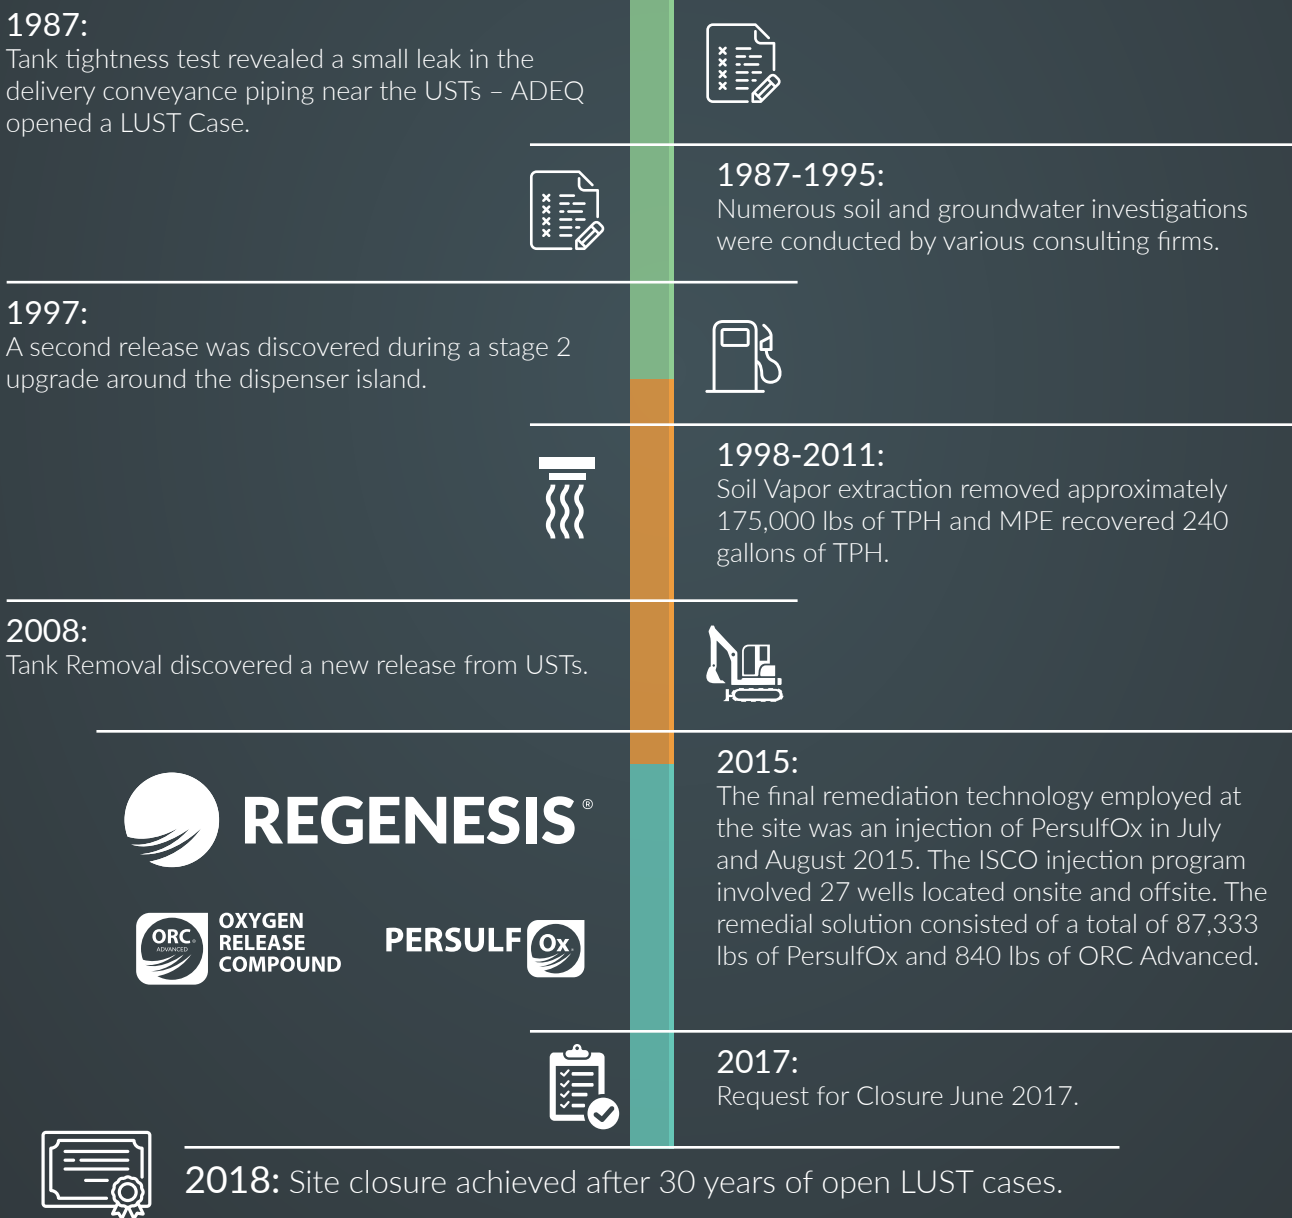 1987:
Tank tightness test revealed a small leak in the
delivery conveyance piping near the USTs – ADEQ
opened a LUST Case.
1987-1995:
Numerous soil and groundwater investigations
were conducted by various consulting firms.
1997:
A second release was discovered during a stage 2
upgrade around the dispenser island.
1998-2011:
Soil Vapor extraction removed approximately
175,000 lbs of TPH and MPE recovered 240
gallons of TPH.
2008:
Tank Removal discovered a new release from USTs.
REGENESIS®
ORC
ADVANCED
OXYGEN
RELEASE
COMPOUND
PERSULF Ox
2015:
The final remediation technology employed at
the site was an injection of PersulfOx in July
and August 2015. The ISCO injection program
involved 27 wells located onsite and offsite. The
remedial solution consisted of a total of 87,333
lbs of PersulfOx and 840 lbs of ORC Advanced.
2017:
Request for Closure June 2017.
2018: Site closure achieved after 30 years of open LUST cases.